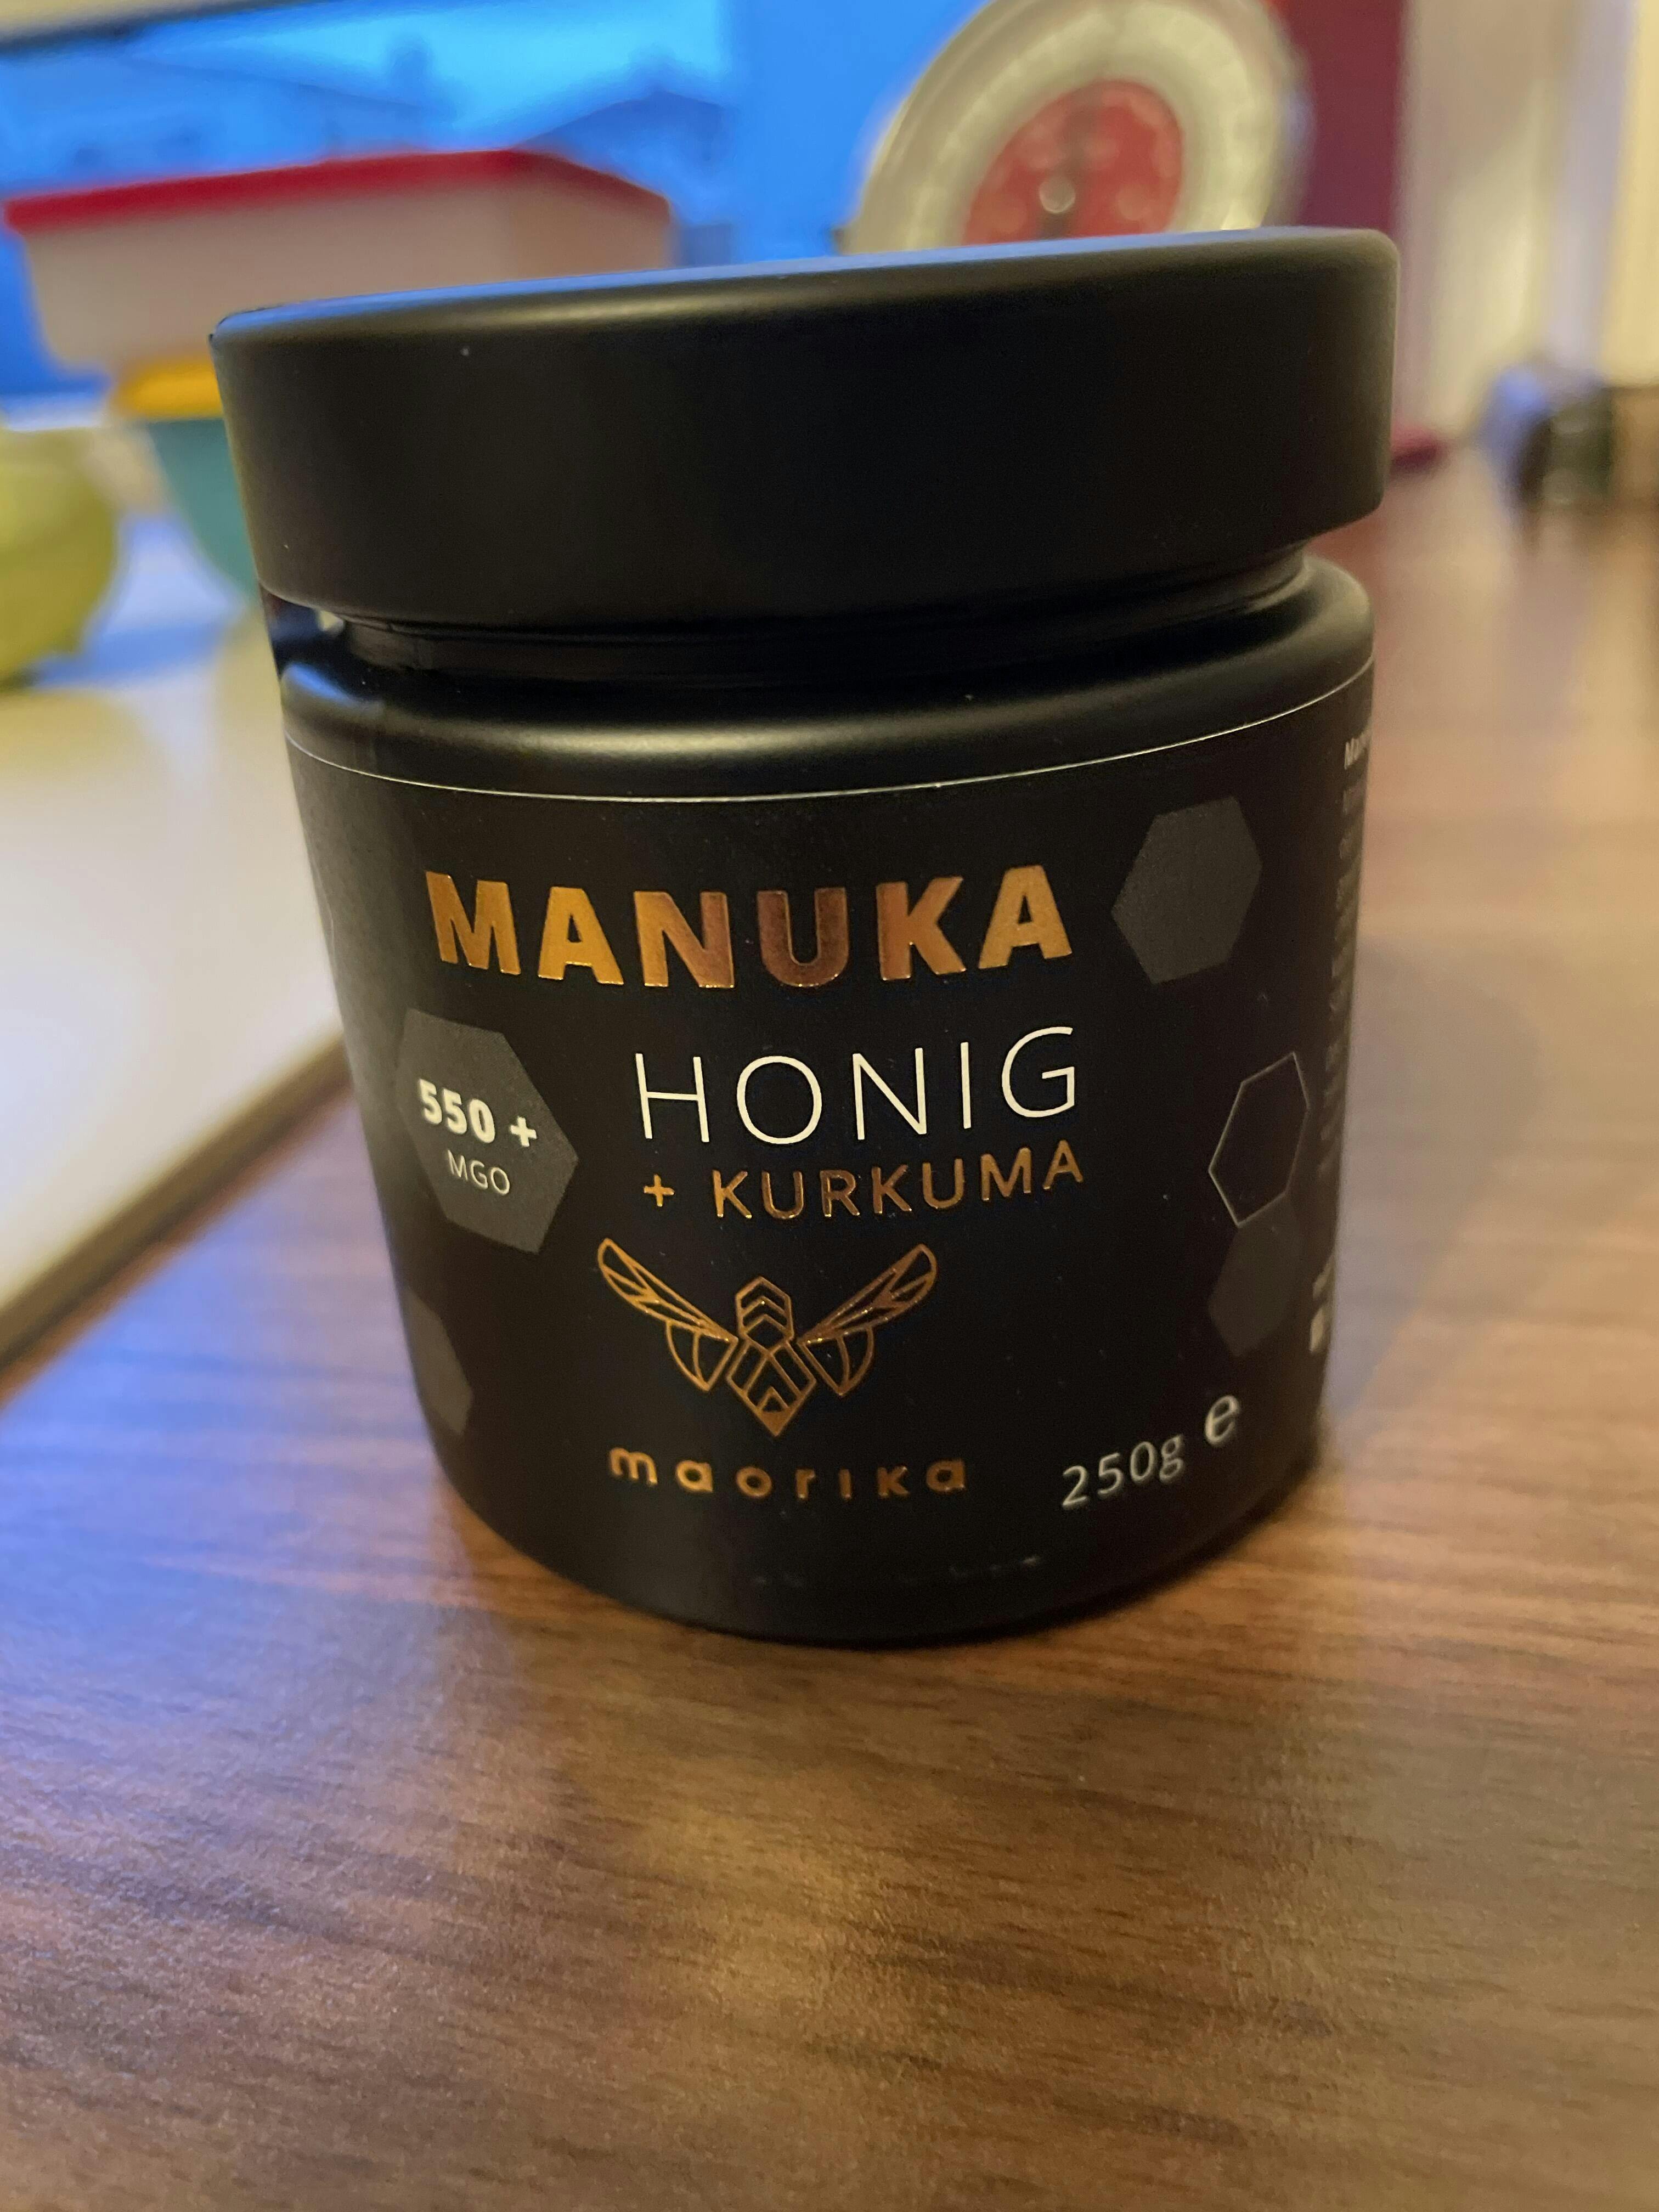 MANUKA
HONIG
+ KURKUMA
550 +
MGO
maorika
250g e